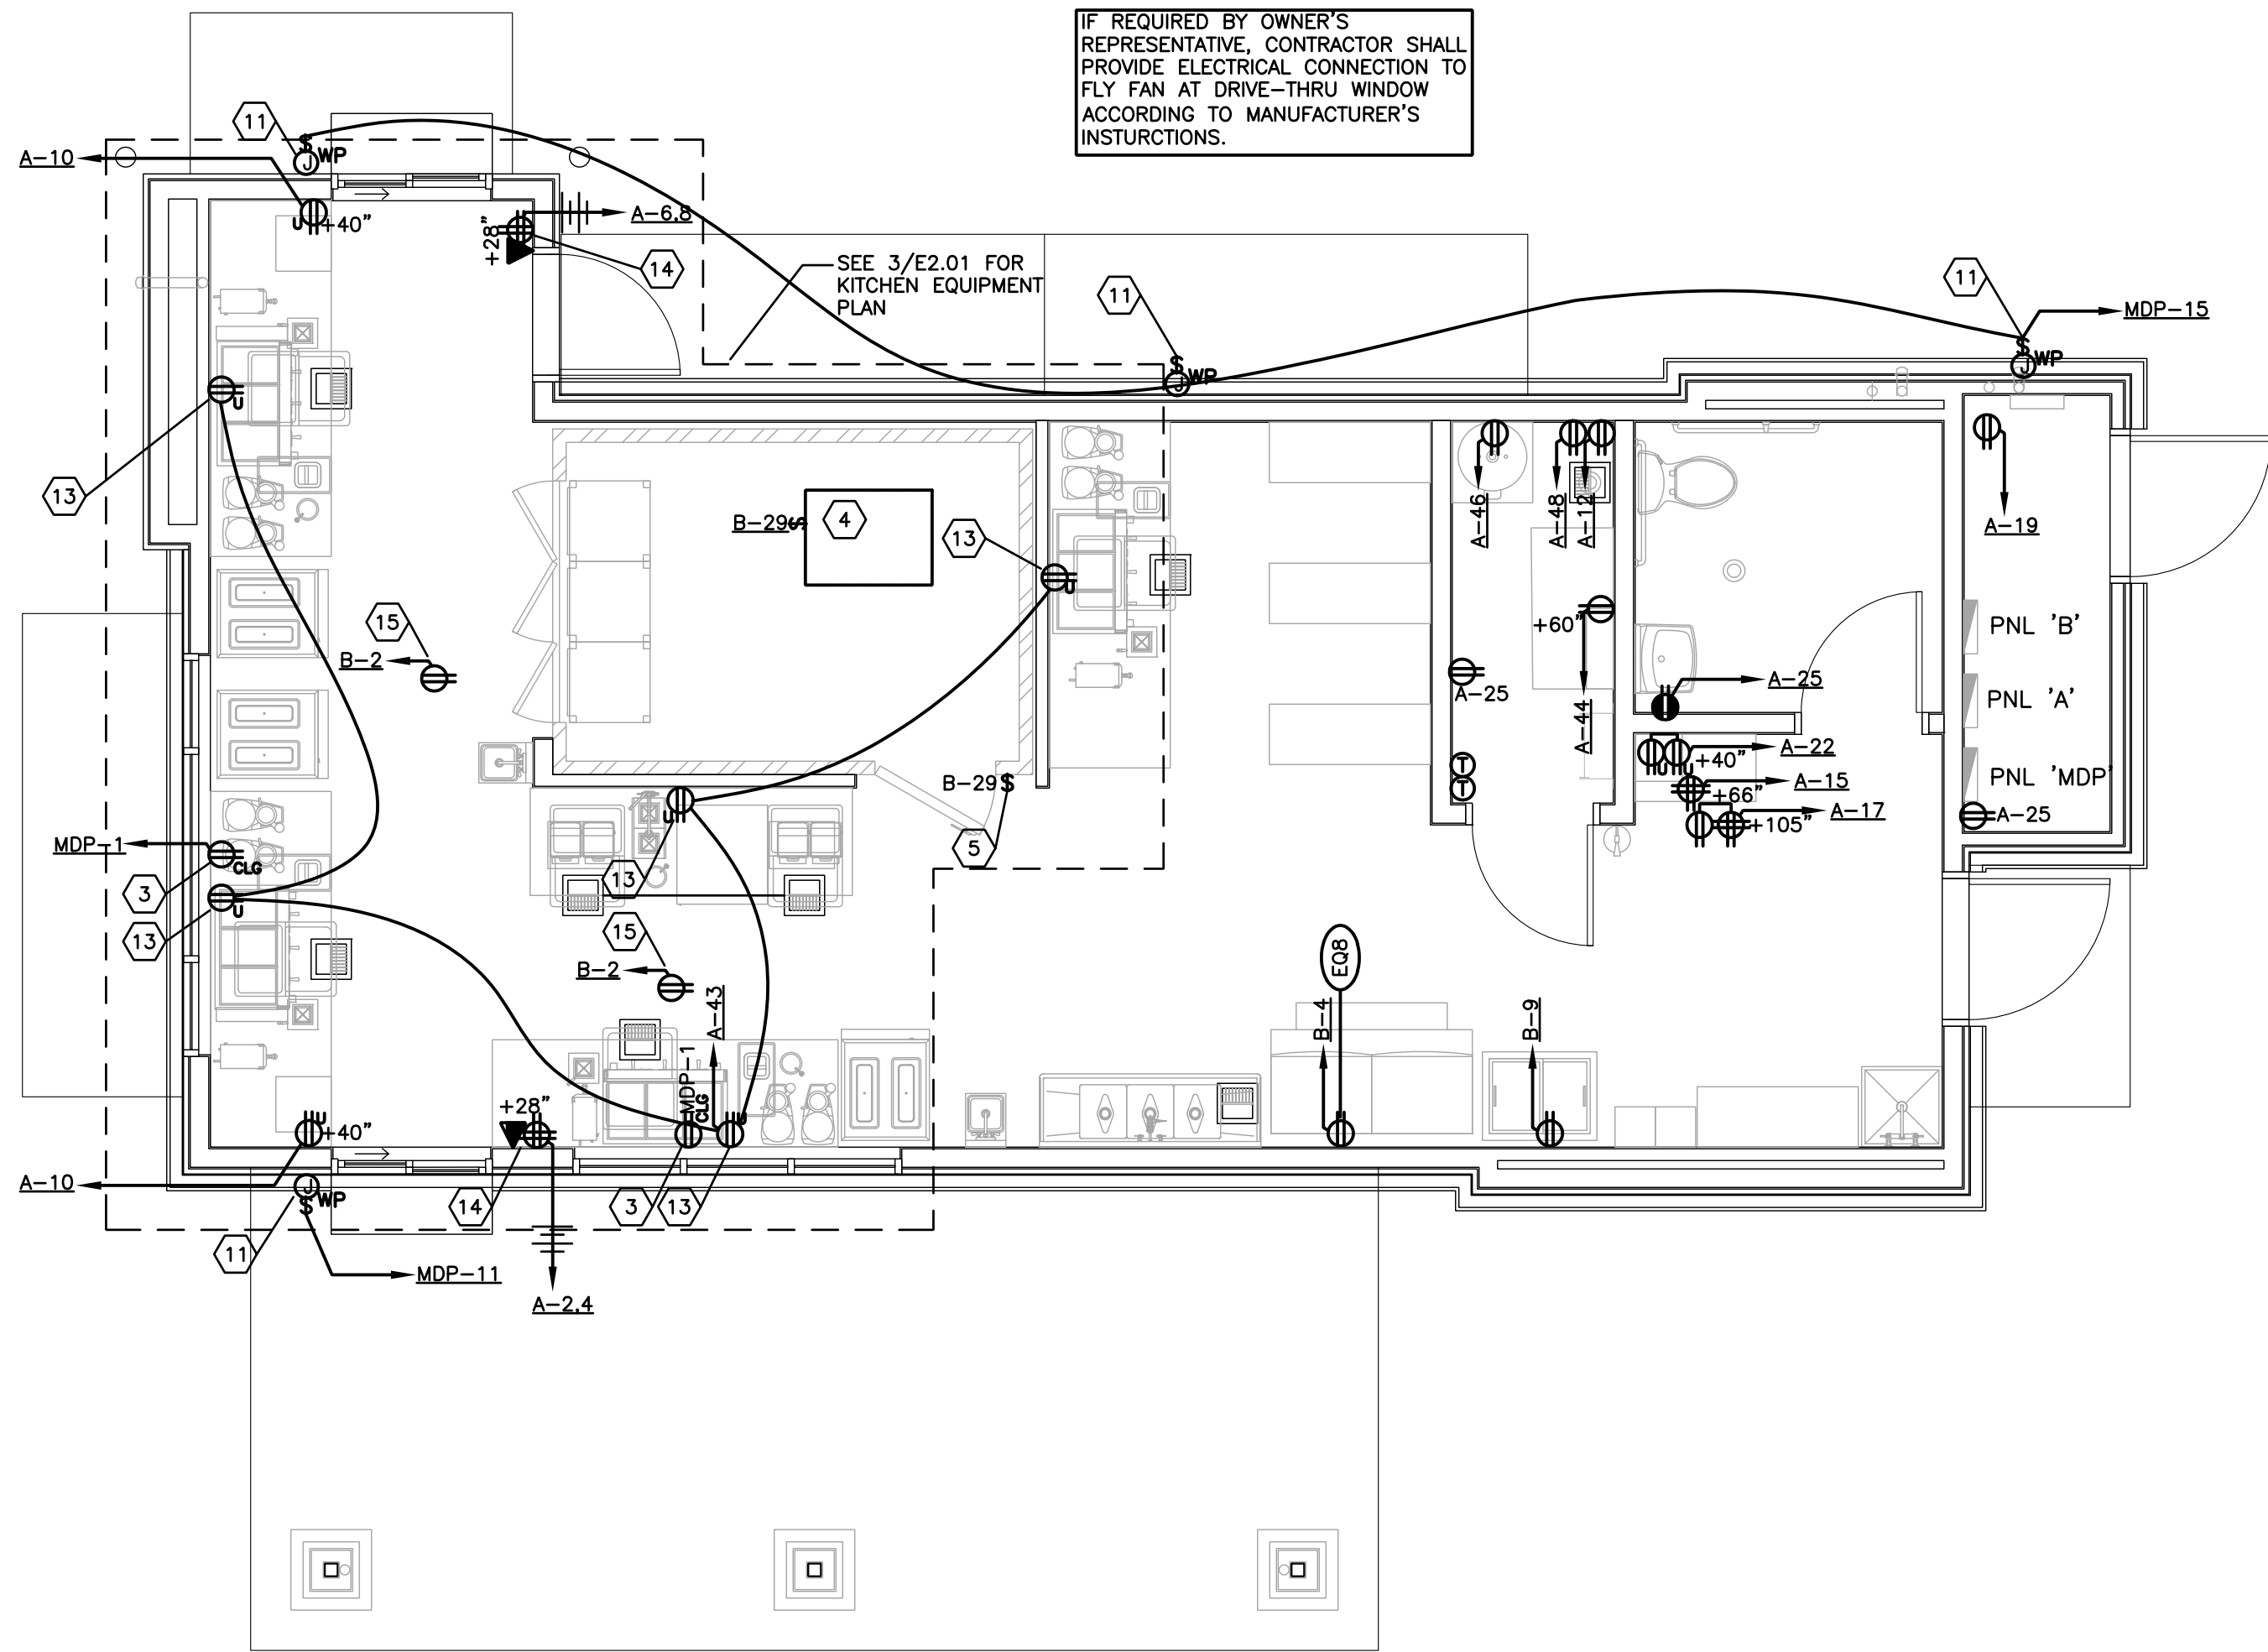 IF REQUIRED BY OWNER'S
REPRESENTATIVE, CONTRACTOR SHALL
PROVIDE ELECTRICAL CONNECTION TO
FLY FAN AT DRIVE-THRU WINDOW
ACCORDING TO MANUFACTURER'S
INSTURCTIONS.
11
$
J WP
A-10
U +40"
+28"
A-6,8
14
SEE 3/E2.01 FOR
KITCHEN EQUIPMENT
PLAN
11
$
J WP
11
MDP-15
$
J WP
13
U
B-29 $
4
13
U
A-46
A-48
A-12
A-19
15
B-2
+60"
A-25
A-44
A-25
PNL 'B'
PNL 'A'
PNL 'MDP'
A-22
U U +40"
A-15
+66"
A-17
+105"
A-25
T
T
B-29 $
5
MDP-1
CLG
3
U
13
U
13
15
B-2
A-43
MDP-1
CLG
U
EQ8
B-4
B-9
U
+40"
+28"
A-10
J WP
$
14
3
13
11
MDP-11
A-2,4